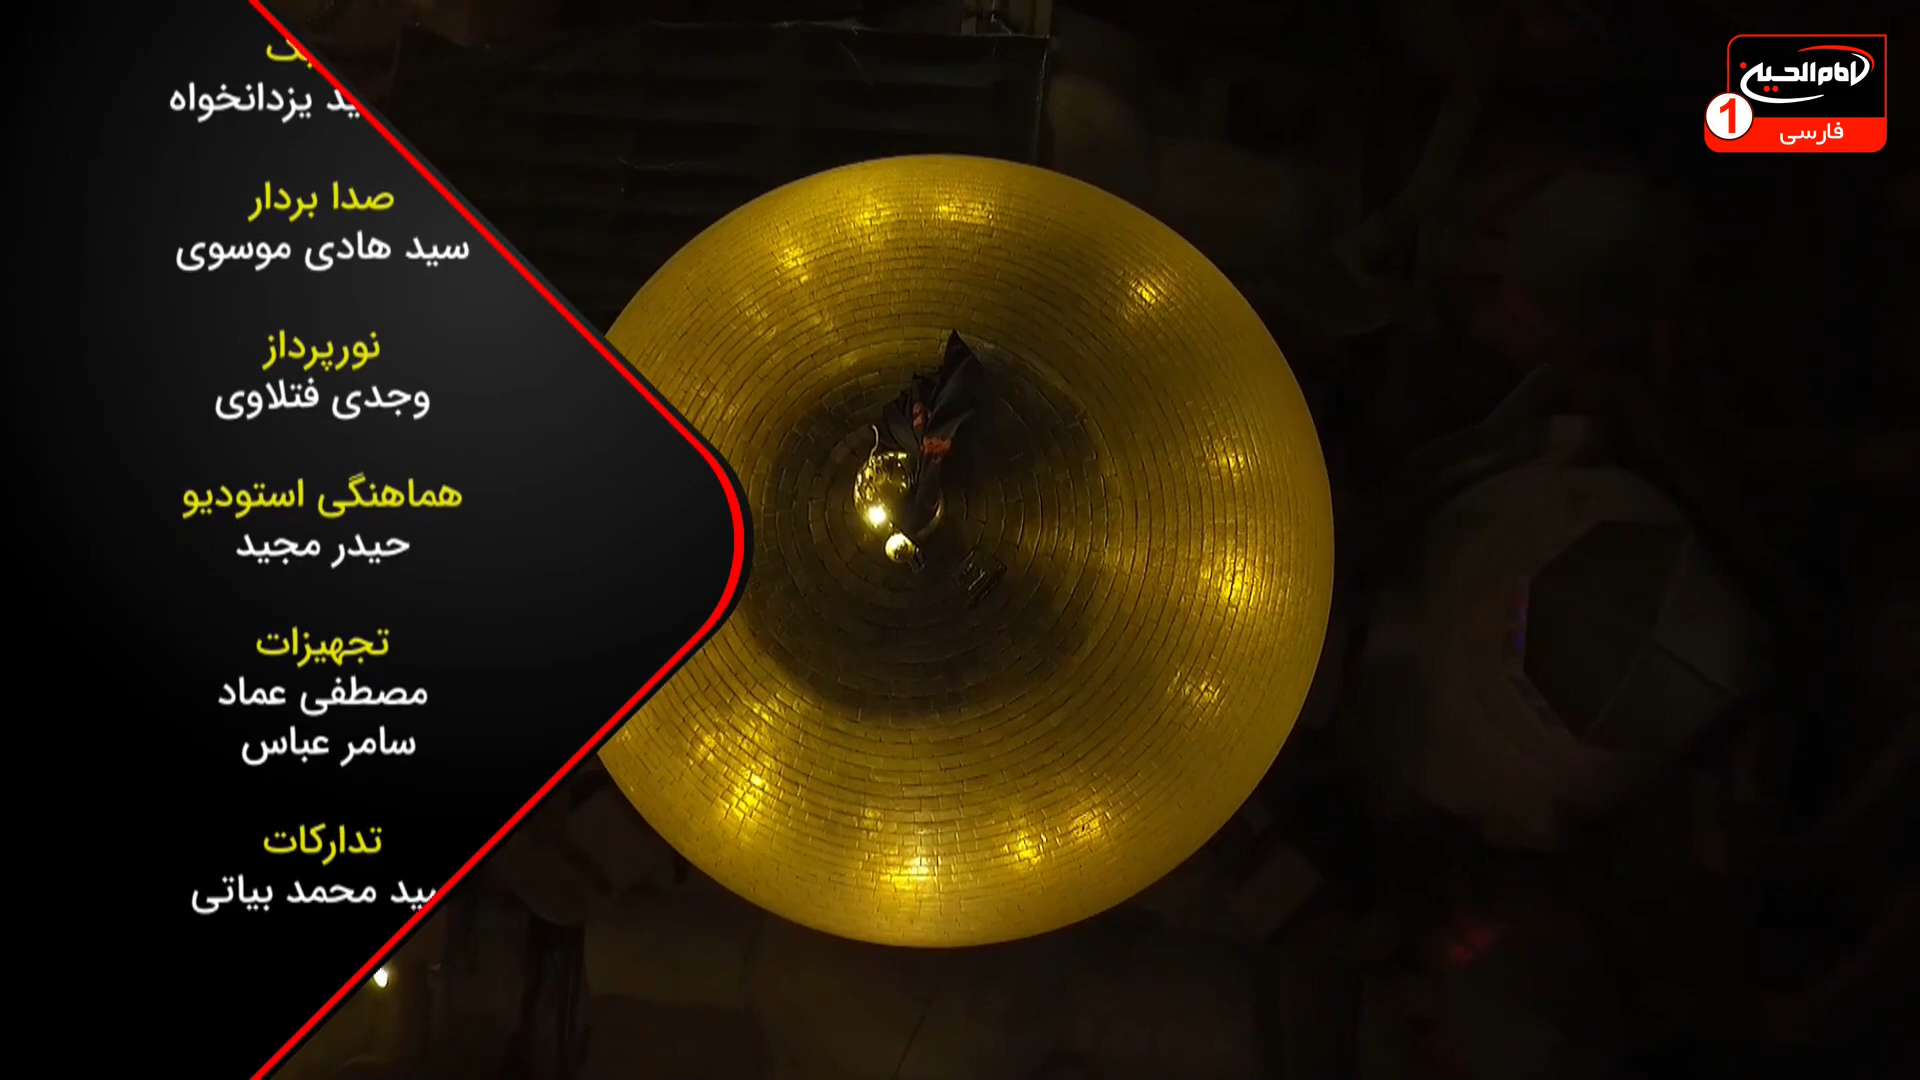 یزدانخواه
صدا بردار
سید هادی موسوی
نورپرداز
وجدی فتلاوی
هماهنگی استودیو
حیدر مجید
تجهیزات
مصطفی عماد
سامر عباس
تدارکات
محمد بیاتی
امام الحسین
1
فارسی